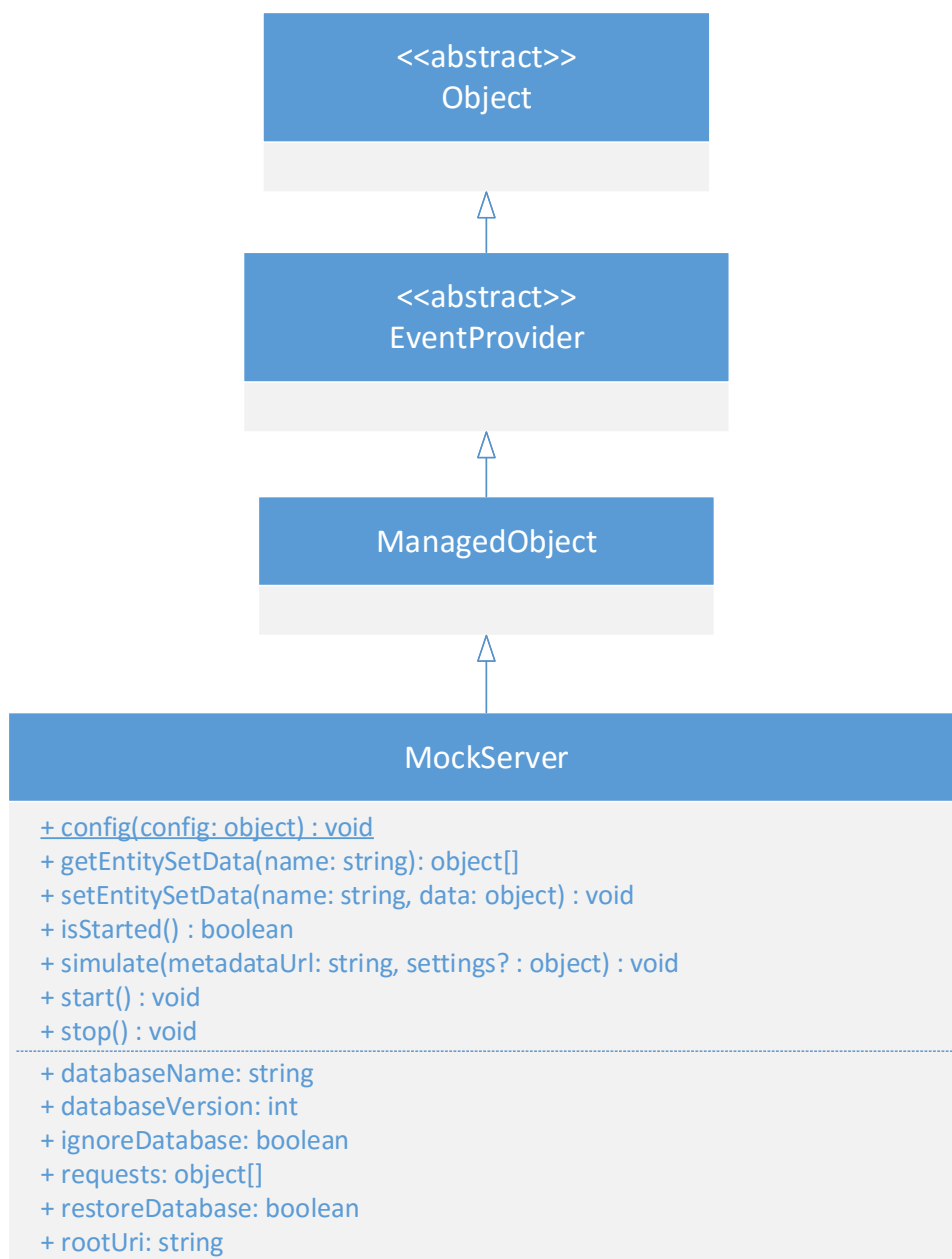 <<abstract>>
Object
<<abstract>>
EventProvider
ManagedObject
MockServer
+ config(config: object) : void
+ getEntitySetData(name: string): object[]
+ setEntitySetData(name: string, data: object) : void
+ isStarted() : boolean
+ simulate(metadataUrl: string, settings? : object) : void
+ start() : void
+ stop() : void
+ databaseName: string
+ databaseVersion: int
+ ignoreDatabase: boolean
+ requests: object[]
+ restoreDatabase: boolean
+ rootUri: string